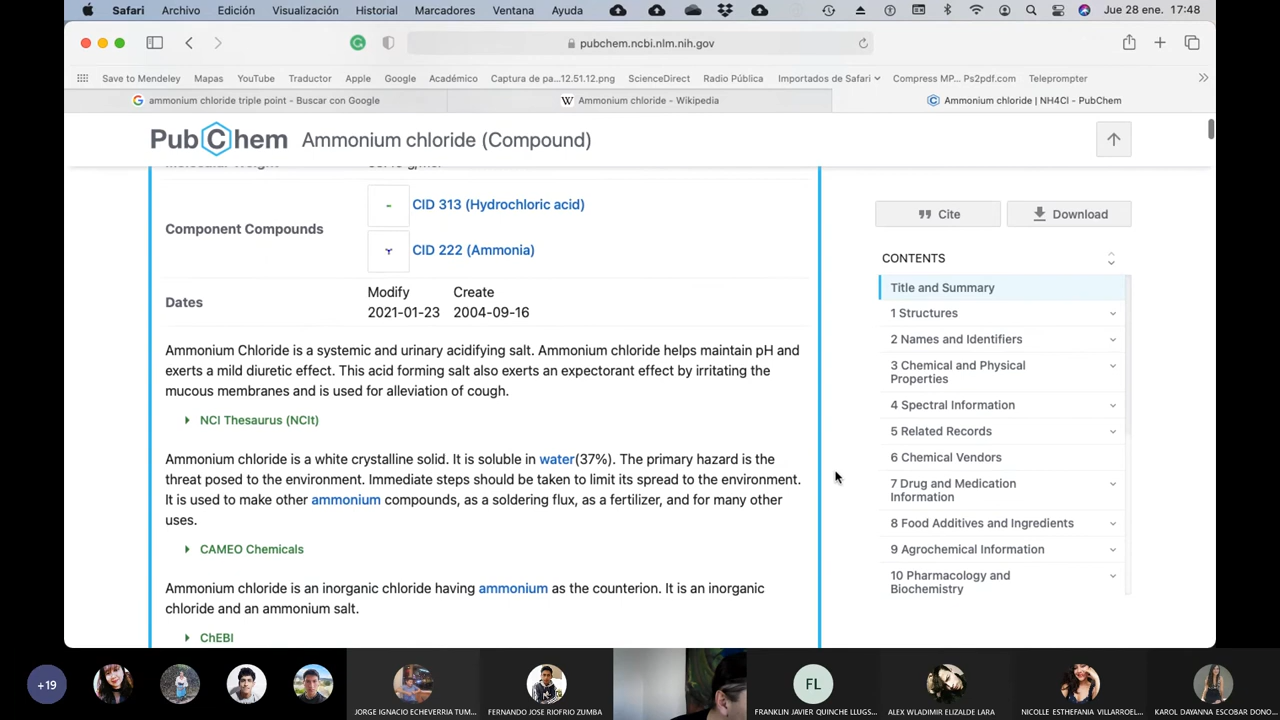 Safari Archivo Edición Visualización Historial Marcadores Ventana Ayuda Jue 28 ene. 17:48
pubchem.ncbi.nlm.nih.gov
Save to Mendeley Mapas YouTube Traductor Apple Google Académico Captura de pa...12.51.12.png ScienceDirect Radio Pública Importados de Safari Compress MP... Ps2pdf.com Teleprompter
ammonium chloride triple point - Buscar con Google Ammonium chloride - Wikipedia Ammonium chloride | NH4Cl - PubChem
PubChem Ammonium chloride (Compound)
CID 313 (Hydrochloric acid)
Component Compounds
CID 222 (Ammonia)
Dates
Modify Create
2021-01-23 2004-09-16
Ammonium Chloride is a systemic and urinary acidifying salt. Ammonium chloride helps maintain pH and
exerts a mild diuretic effect. This acid forming salt also exerts an expectorant effect by irritating the
mucous membranes and is used for alleviation of cough.
NCI Thesaurus (NCIt)
Ammonium chloride is a white crystalline solid. It is soluble in water(37%). The primary hazard is the
threat posed to the environment. Immediate steps should be taken to limit its spread to the environment.
It is used to make other ammonium compounds, as a soldering flux, as a fertilizer, and for many other
uses.
CAMEO Chemicals
Ammonium chloride is an inorganic chloride having ammonium as the counterion. It is an inorganic
chloride and an ammonium salt.
ChEBI
Cite Download
CONTENTS
Title and Summary
1 Structures
2 Names and Identifiers
3 Chemical and Physical
Properties
4 Spectral Information
5 Related Records
6 Chemical Vendors
7 Drug and Medication
Information
8 Food Additives and Ingredients
9 Agrochemical Information
10 Pharmacology and
Biochemistry
+19
FL
JORGE IGNACIO ECHEVERRIA TUM... FERNANDO JOSE RIOFRIO ZUMBA FRANKLIN JAVIER QUINCHE LLUGS... ALEX WLADIMIR ELIZALDE LARA NICOLLE ESTHEFANIA VILLARROEL... KAROL DAYANNA ESCOBAR DONO...